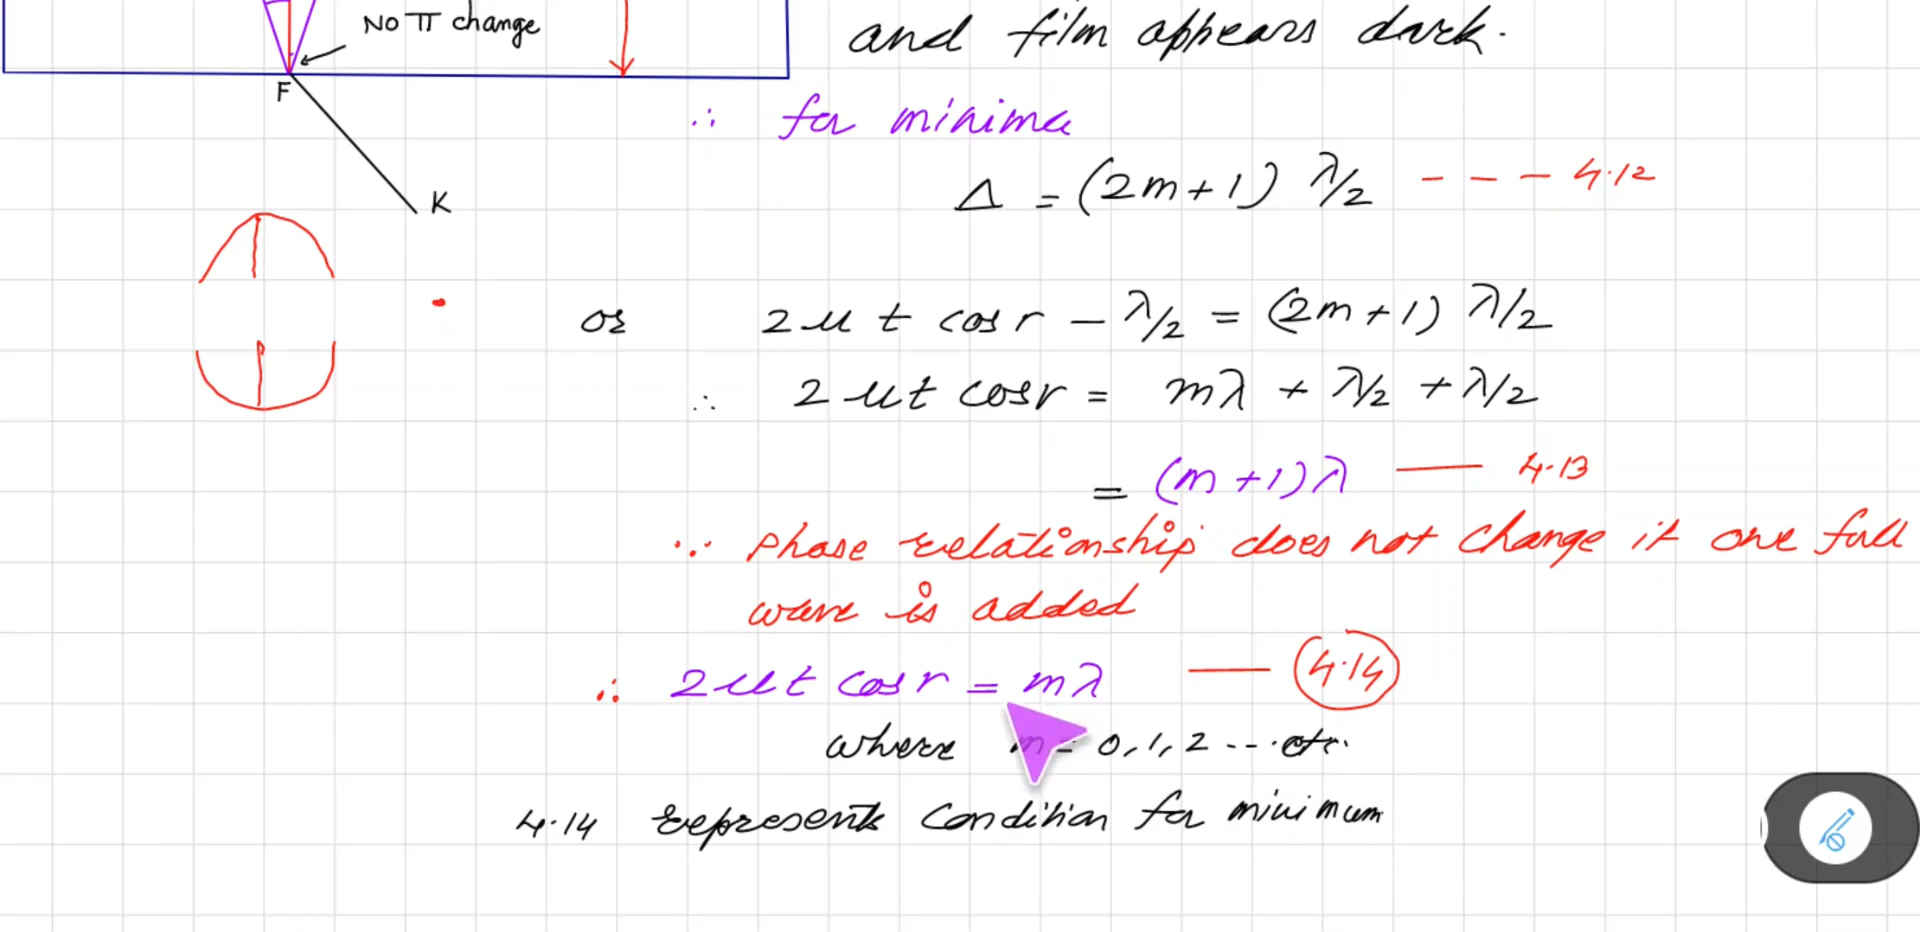 No π change
and film appears dark.
F
∴ for minima
K
Δ = (2m+1) λ/2 --- 4.12
or 2μt cos r - λ/2 = (2m+1) λ/2
∴ 2μt cos r = mλ + λ/2 + λ/2
= (m+1)λ — 4.13
∵ phase relationship does not change if one full
wave is added
∴ 2μt cos r = mλ — 4.14
where m = 0, 1, 2 --- etc.
4.14 represents condition for minimum